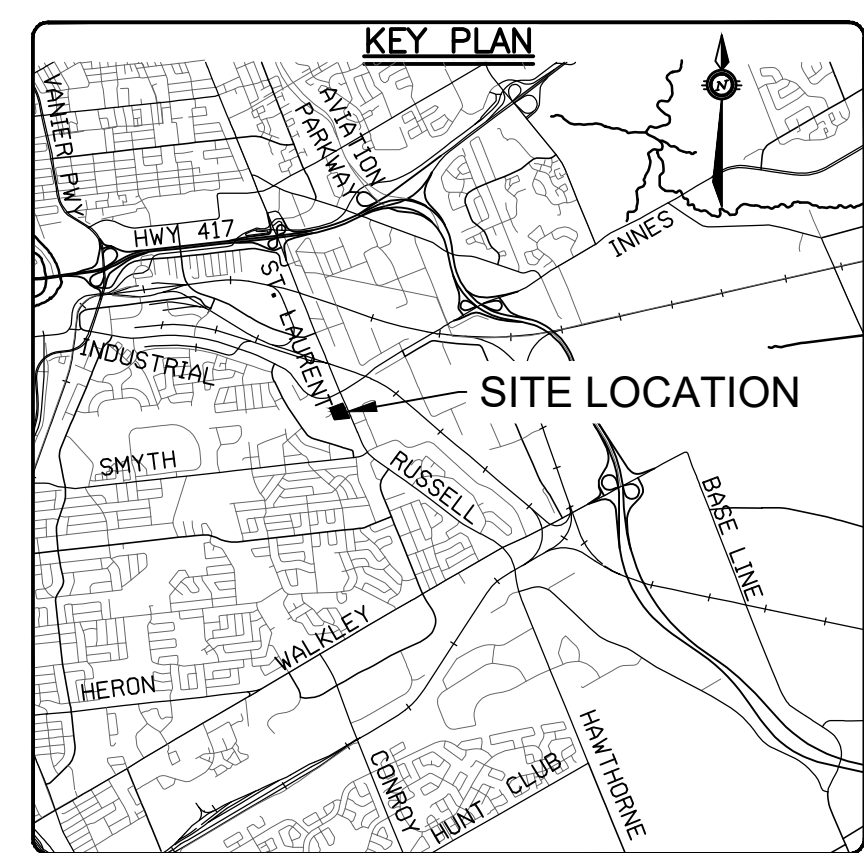 KEY PLAN
N
VANIER PWY
AVIATION
PARKWAY
HWY 417
INNES
ST. LAURENT
INDUSTRIAL
SITE LOCATION
SMYTH
RUSSELL
BASE LINE
WALKLEY
HERON
HAWTHORNE
CONROY
HUNT CLUB